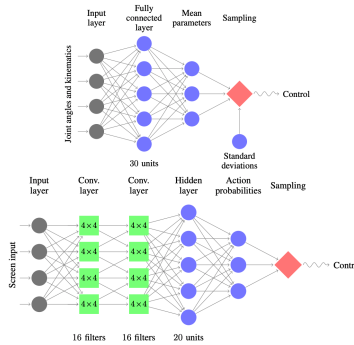 Input
layer
Fully
connected
layer
Mean
parameters
Sampling
Joint angles and kinematics
Control
Standard
deviations
30 units
Input
layer
Conv.
layer
Conv.
layer
Hidden
layer
Action
probabilities
Sampling
Screen input
4×4
4×4
4×4
4×4
4×4
4×4
4×4
4×4
Contr
16 filters
16 filters
20 units